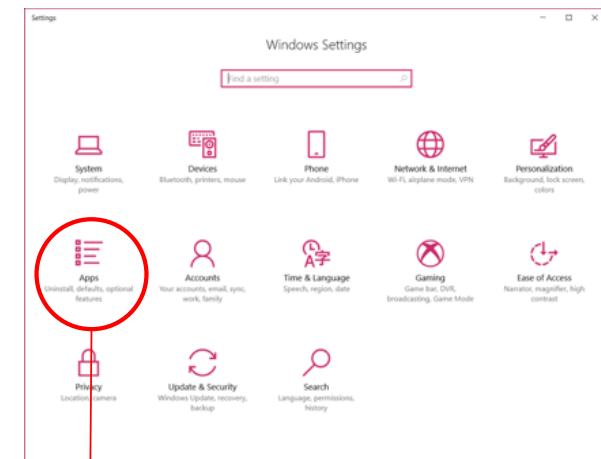 Settings
Windows Settings
Find a setting
System
Display, notifications,
power
Devices
Bluetooth, printers, mouse
Phone
Link your Android, iPhone
Network & Internet
Wi-Fi, airplane mode, VPN
Personalization
Background, lock screen,
colors
Apps
Uninstall, defaults, optional
features
Accounts
Your accounts, email, sync,
work, family
A字
Time & Language
Speech, region, date
Gaming
Game bar, DVR,
broadcasting, Game Mode
Ease of Access
Narrator, magnifier, high
contrast
Privacy
Location, camera
Update & Security
Windows Update, recovery,
backup
Search
Language, permissions,
history